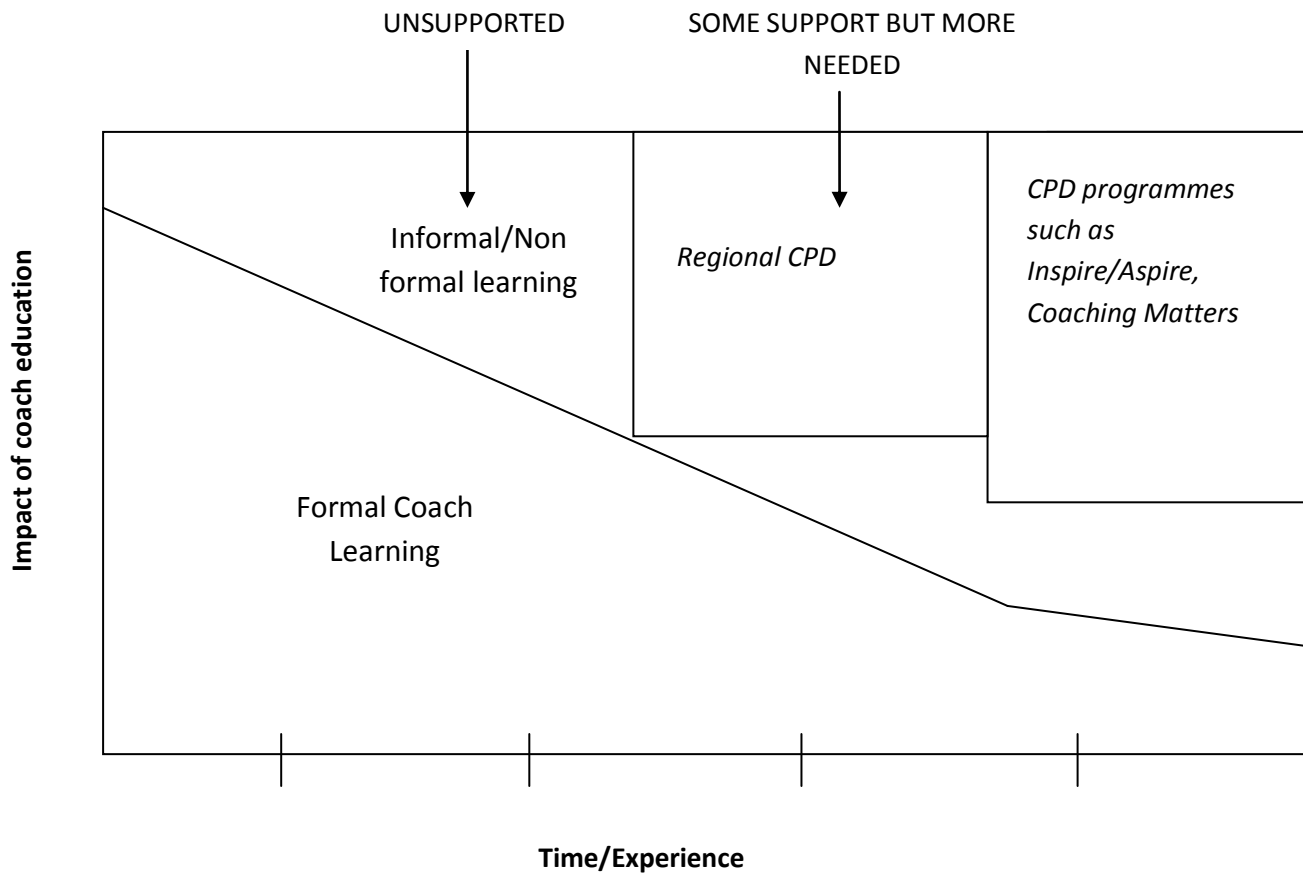 UNSUPPORTED
SOME SUPPORT BUT MORE
NEEDED
Informal/Non
formal learning
Regional CPD
CPD programmes
such as
Inspire/Aspire,
Coaching Matters
Impact of coach education
Formal Coach
Learning
Time/Experience